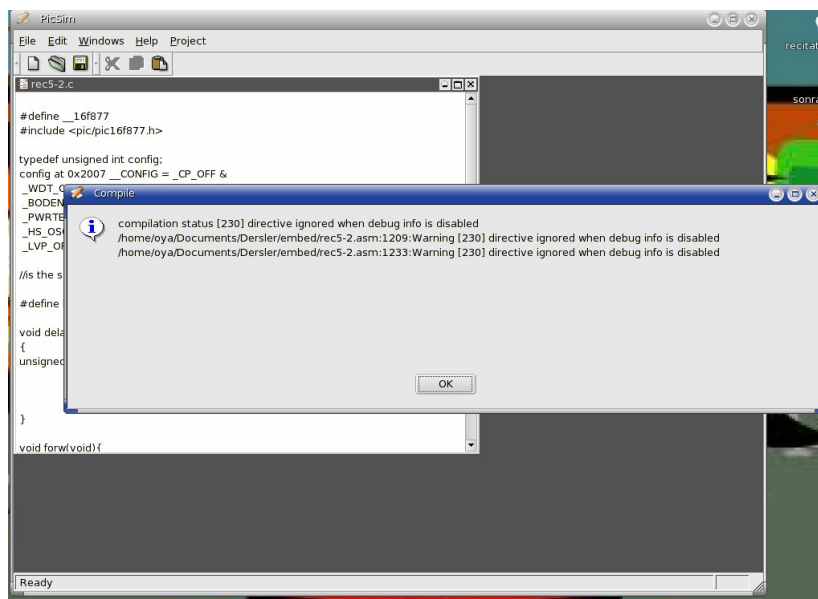 PicSim
File Edit Windows Help Project
recitat
rec5-2.c
sonra
#define __16f877
#include <pic/pic16f877.h>
typedef unsigned int config;
config at 0x2007 __CONFIG = _CP_OFF &
_WDT_O
_BODEN
_PWRTE
_HS_OS
_LVP_OF
//is the s
#define
void dela
{
unsigned
}
void forw(void){
Compile
compilation status [230] directive ignored when debug info is disabled
/home/oya/Documents/Dersler/embed/rec5-2.asm:1209:Warning [230] directive ignored when debug info is disabled
/home/oya/Documents/Dersler/embed/rec5-2.asm:1233:Warning [230] directive ignored when debug info is disabled
OK
Ready